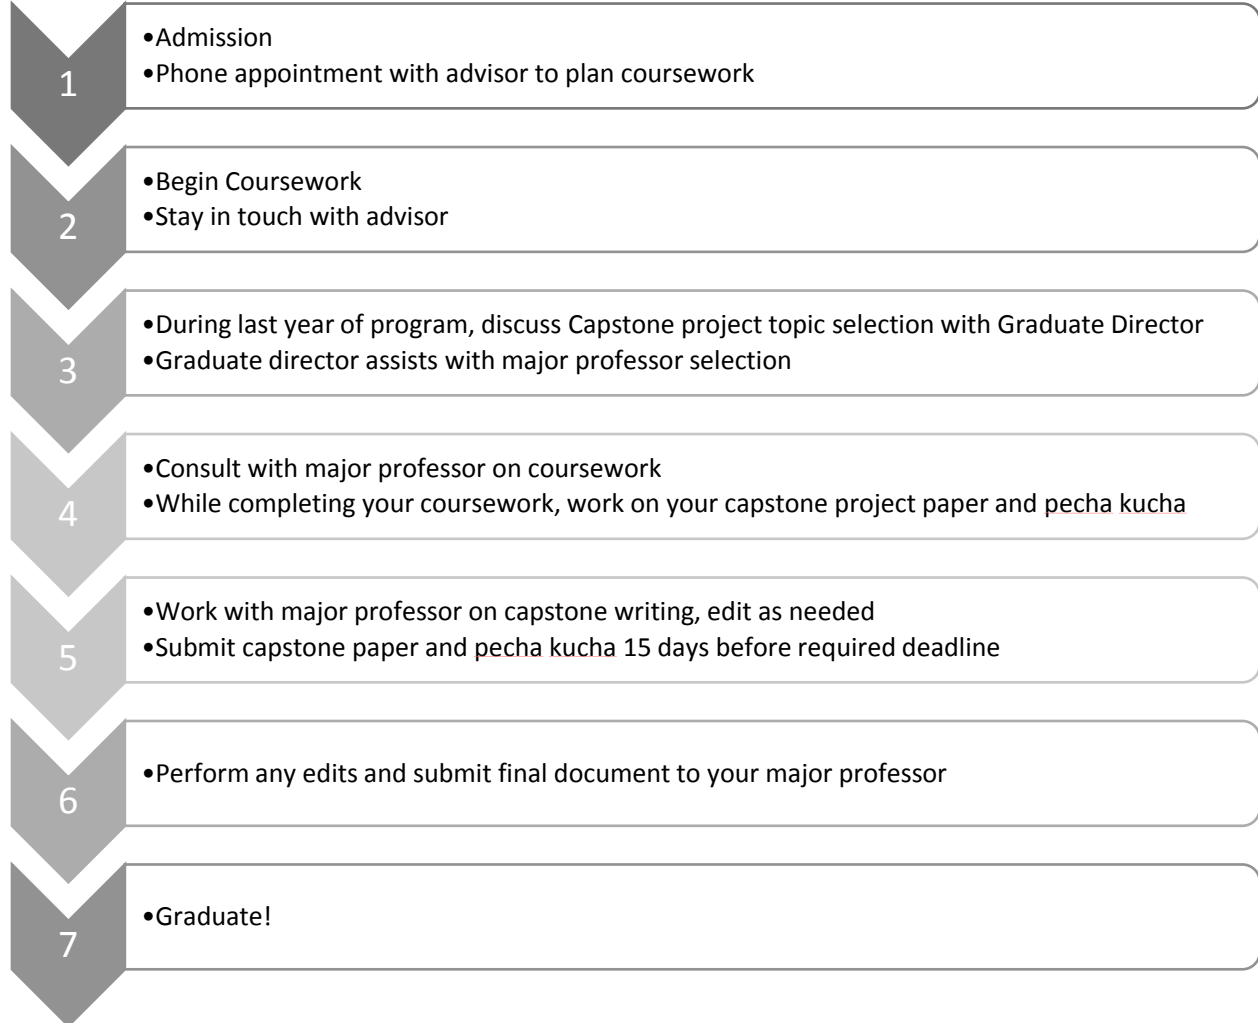 1
•Admission
•Phone appointment with advisor to plan coursework
2
•Begin Coursework
•Stay in touch with advisor
3
•During last year of program, discuss Capstone project topic selection with Graduate Director
•Graduate director assists with major professor selection
4
•Consult with major professor on coursework
•While completing your coursework, work on your capstone project paper and pecha kucha
5
•Work with major professor on capstone writing, edit as needed
•Submit capstone paper and pecha kucha 15 days before required deadline
6
•Perform any edits and submit final document to your major professor
7
•Graduate!